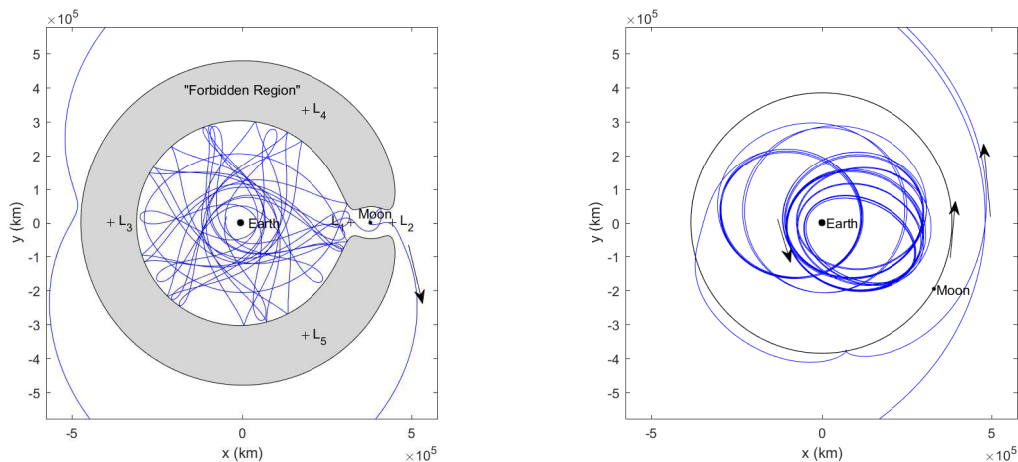 ×10⁵
5
4
3
2
1
0
-1
-2
-3
-4
-5
y (km)
"Forbidden Region"
+ L₄
Moon
+ L₃
Earth
L₁ +
+ L₂
+ L₅
-5
0
5
x (km)
×10⁵
×10⁵
5
4
3
2
1
0
-1
-2
-3
-4
-5
y (km)
Earth
Moon
-5
0
5
x (km)
×10⁵